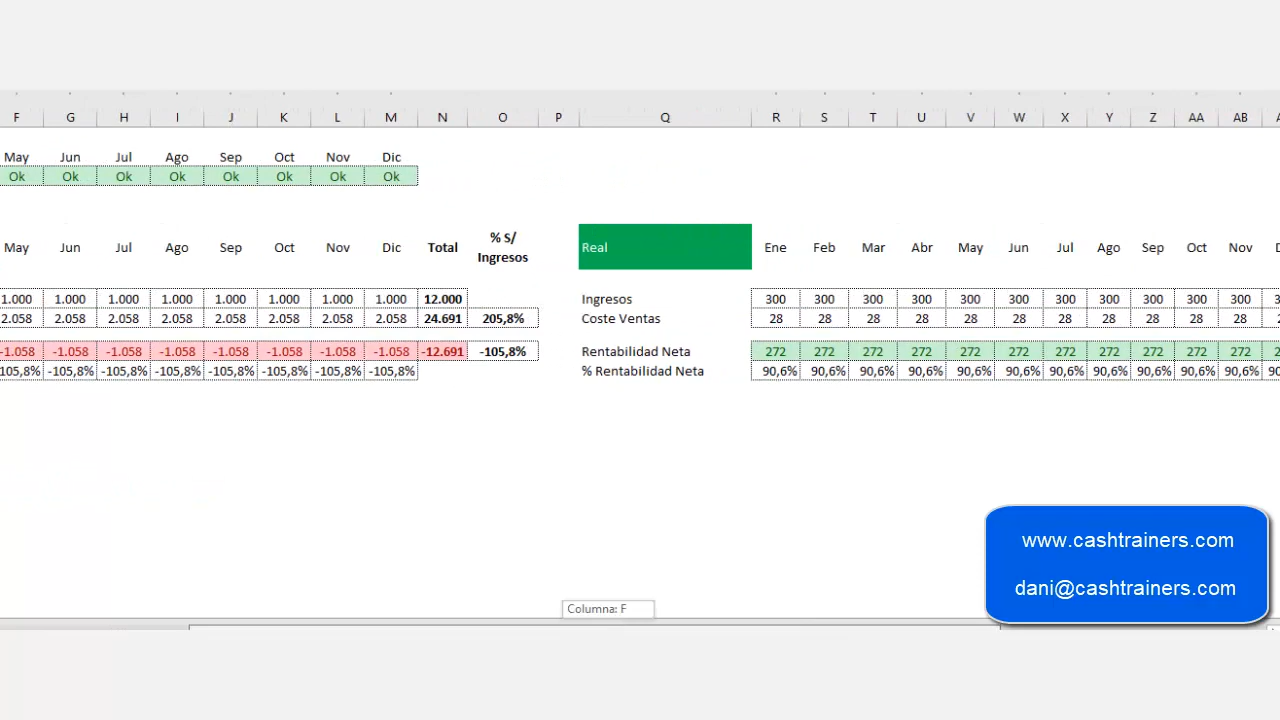 F G H I J K L M N O P Q R S T U V W X Y Z AA AB
May Jun Jul Ago Sep Oct Nov Dic
Ok Ok Ok Ok Ok Ok Ok Ok
May Jun Jul Ago Sep Oct Nov Dic Total % S/ Ingresos Real Ene Feb Mar Abr May Jun Jul Ago Sep Oct Nov
1.000 1.000 1.000 1.000 1.000 1.000 1.000 1.000 12.000 Ingresos 300 300 300 300 300 300 300 300 300 300 300
2.058 2.058 2.058 2.058 2.058 2.058 2.058 2.058 24.691 205,8% Coste Ventas 28 28 28 28 28 28 28 28 28 28 28
-1.058 -1.058 -1.058 -1.058 -1.058 -1.058 -1.058 -1.058 -12.691 -105,8% Rentabilidad Neta 272 272 272 272 272 272 272 272 272 272 272
105,8% -105,8% -105,8% -105,8% -105,8% -105,8% -105,8% -105,8% % Rentabilidad Neta 90,6% 90,6% 90,6% 90,6% 90,6% 90,6% 90,6% 90,6% 90,6% 90,6% 90,6%
www.cashtrainers.com
dani@cashtrainers.com
Columna: F